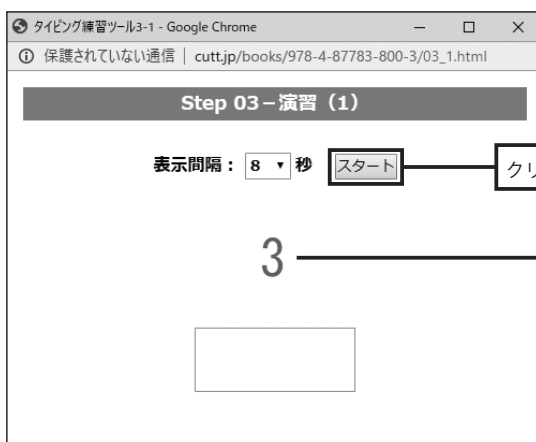 タイピング練習ツール3-1 - Google Chrome
保護されていない通信 | cutt.jp/books/978-4-87783-800-3/03_1.html
Step 03－演習（1）
表示間隔： 8 秒 スタート
クリ
3